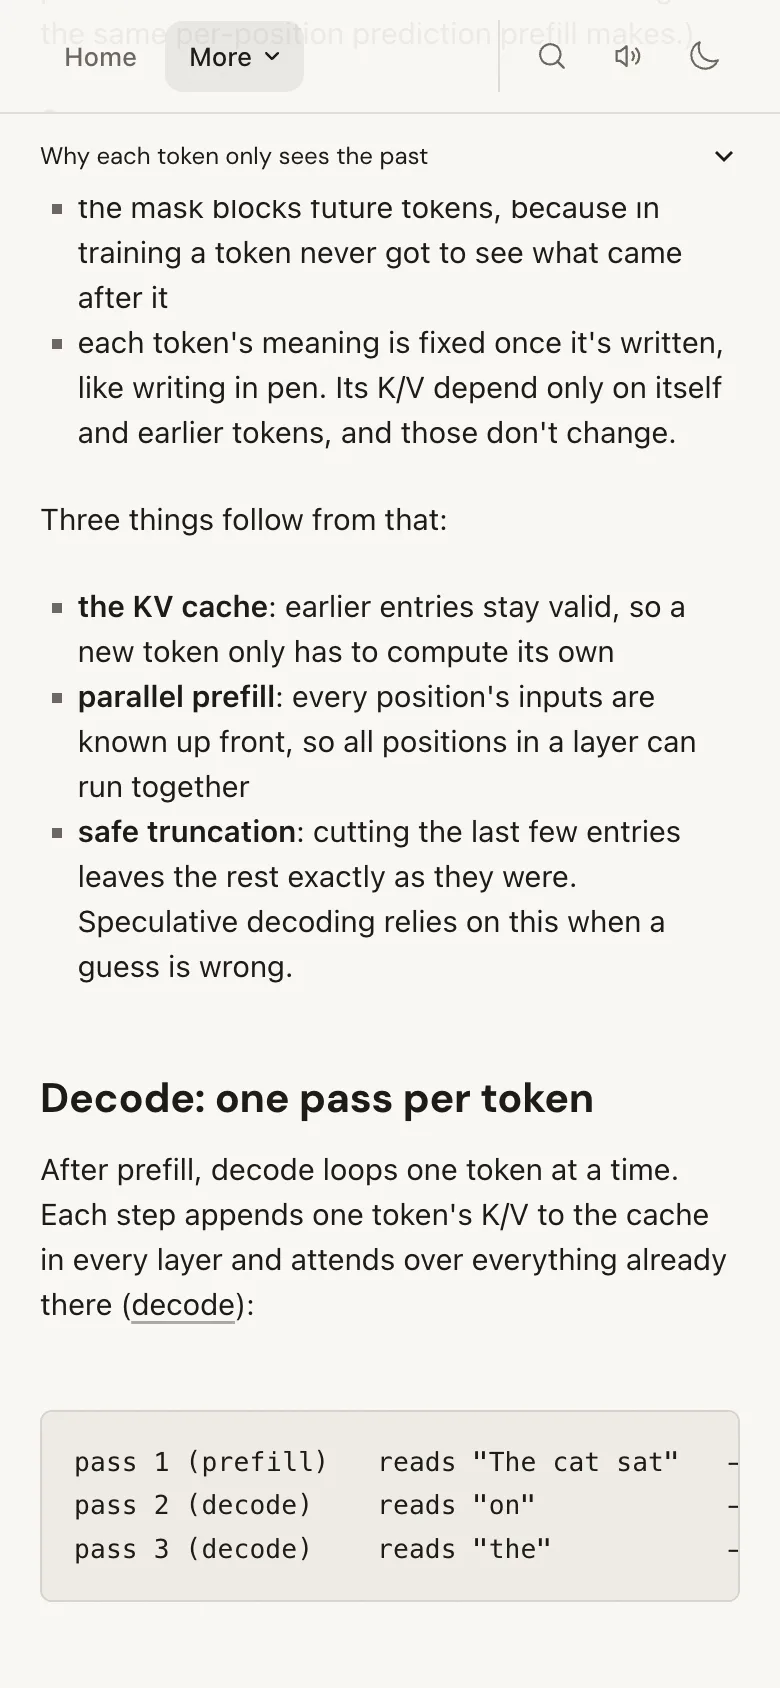 the same per-position prediction prefill makes.)
Home
More
Why each token only sees the past
the mask blocks future tokens, because in
training a token never got to see what came
after it
each token's meaning is fixed once it's written,
like writing in pen. Its K/V depend only on itself
and earlier tokens, and those don't change.
Three things follow from that:
the KV cache: earlier entries stay valid, so a
new token only has to compute its own
parallel prefill: every position's inputs are
known up front, so all positions in a layer can
run together
safe truncation: cutting the last few entries
leaves the rest exactly as they were.
Speculative decoding relies on this when a
guess is wrong.
Decode: one pass per token
After prefill, decode loops one token at a time.
Each step appends one token's K/V to the cache
in every layer and attends over everything already
there (decode):
pass 1 (prefill) reads "The cat sat" -
pass 2 (decode) reads "on" -
pass 3 (decode) reads "the" -